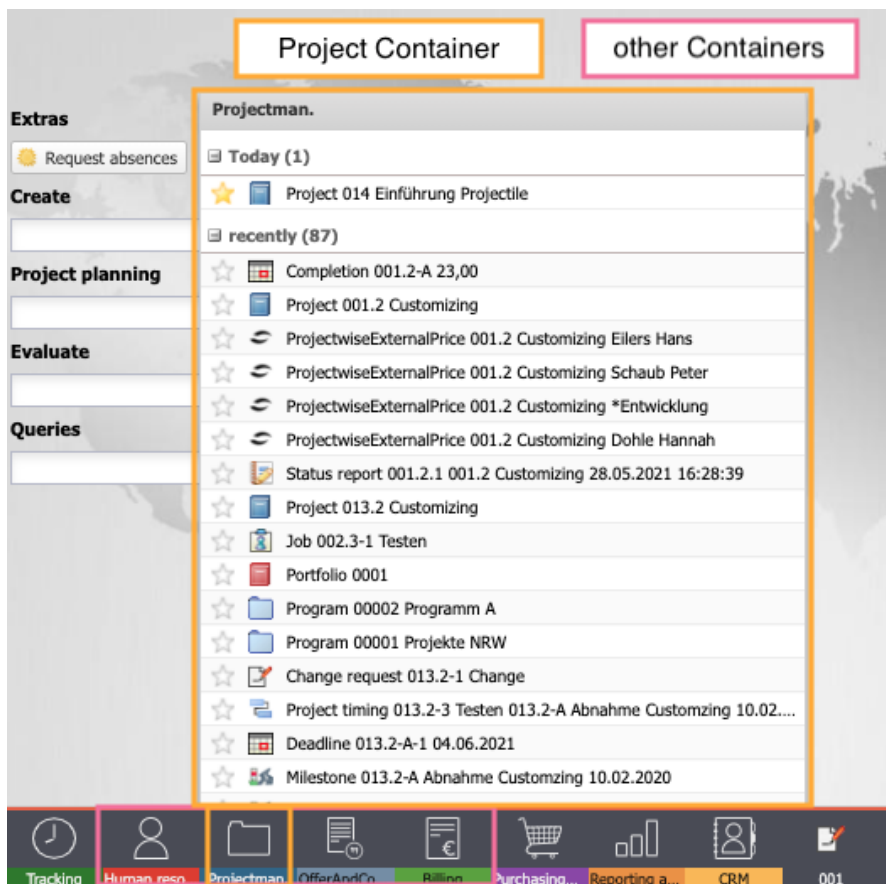 Project Container
other Containers
Extras
Request absences
Create
Project planning
Evaluate
Queries
Projectman.
Today (1)
Project 014 Einführung Projectile
recently (87)
Completion 001.2-A 23,00
Project 001.2 Customizing
ProjectwiseExternalPrice 001.2 Customizing Eilers Hans
ProjectwiseExternalPrice 001.2 Customizing Schaub Peter
ProjectwiseExternalPrice 001.2 Customizing *Entwicklung
ProjectwiseExternalPrice 001.2 Customizing Dohle Hannah
Status report 001.2.1 001.2 Customizing 28.05.2021 16:28:39
Project 013.2 Customizing
Job 002.3-1 Testen
Portfolio 0001
Program 00002 Programm A
Program 00001 Projekte NRW
Change request 013.2-1 Change
Project timing 013.2-3 Testen 013.2-A Abnahme Customzing 10.02....
Deadline 013.2-A-1 04.06.2021
Milestone 013.2-A Abnahme Customzing 10.02.2020
Tracking
Human reso...
Projectman.
OfferAndCo...
Billing
Purchasing...
Reporting a...
CRM
001